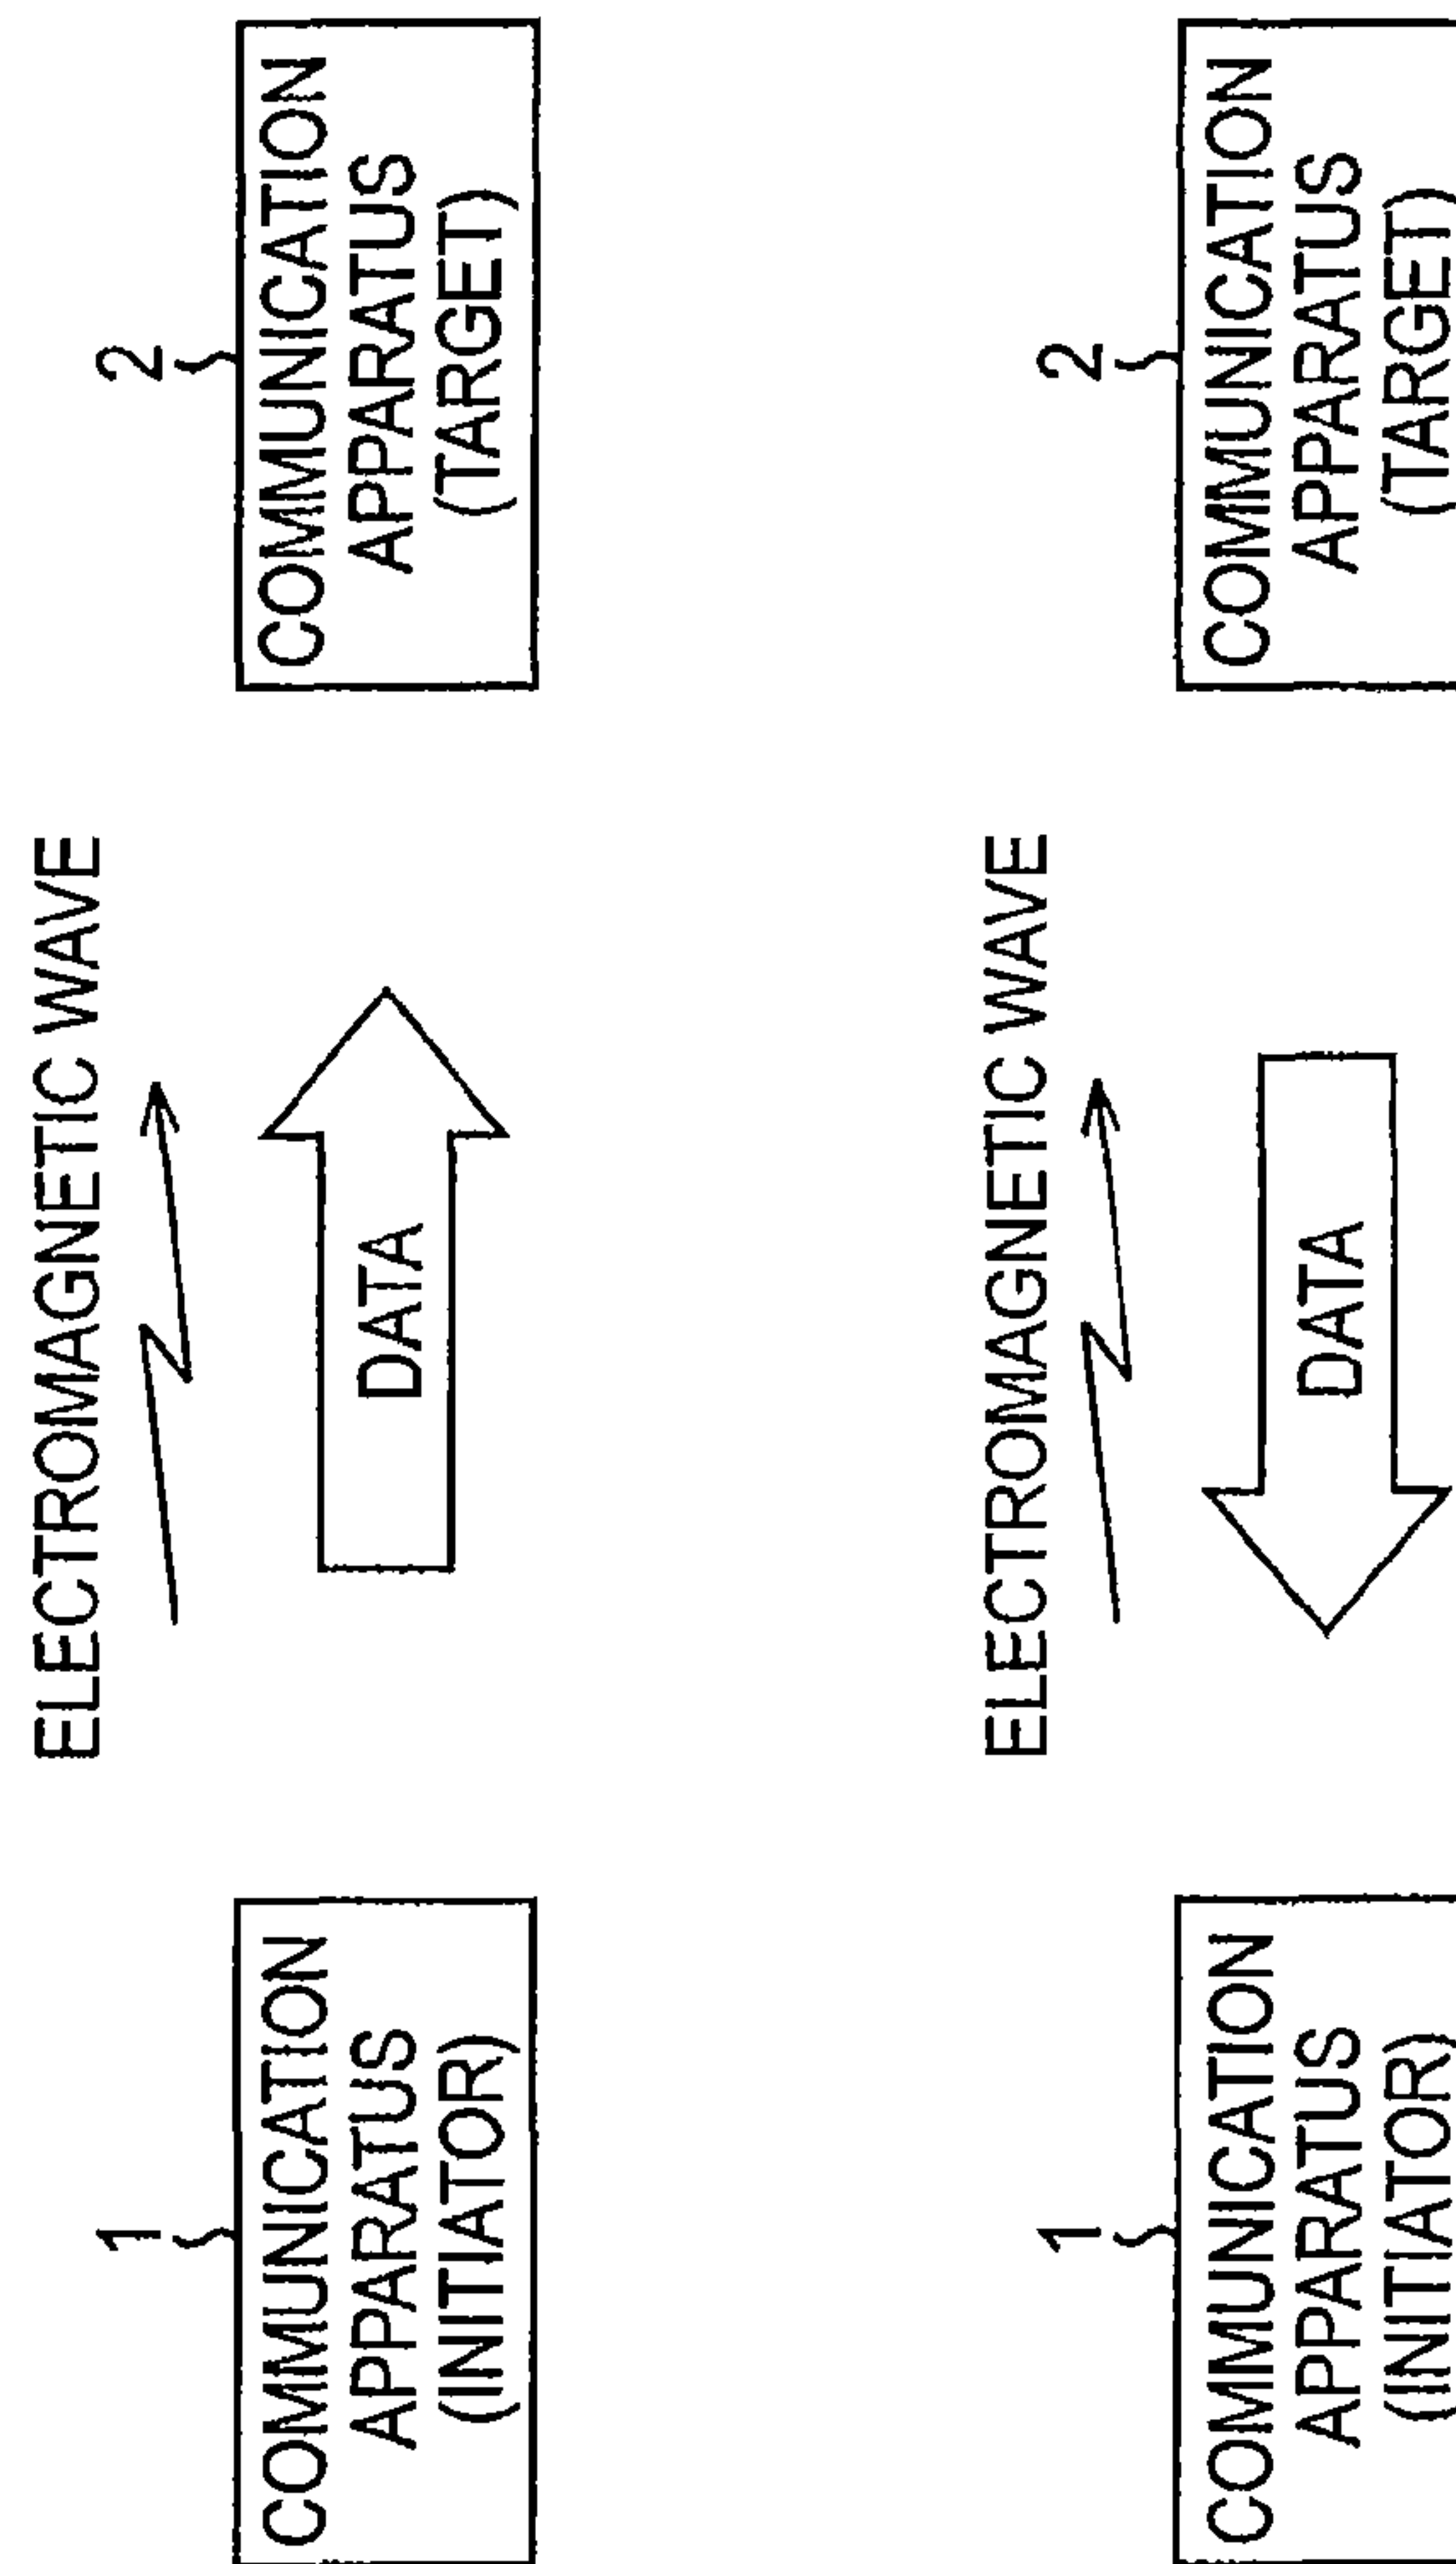 ELECTROMAGNETIC WAVE
1
2
COMMUNICATION
APPARATUS
(INITIATOR)
DATA
COMMUNICATION
APPARATUS
(TARGET)
ELECTROMAGNETIC WAVE
1
2
COMMUNICATION
APPARATUS
(INITIATOR)
DATA
COMMUNICATION
APPARATUS
(TARGET)